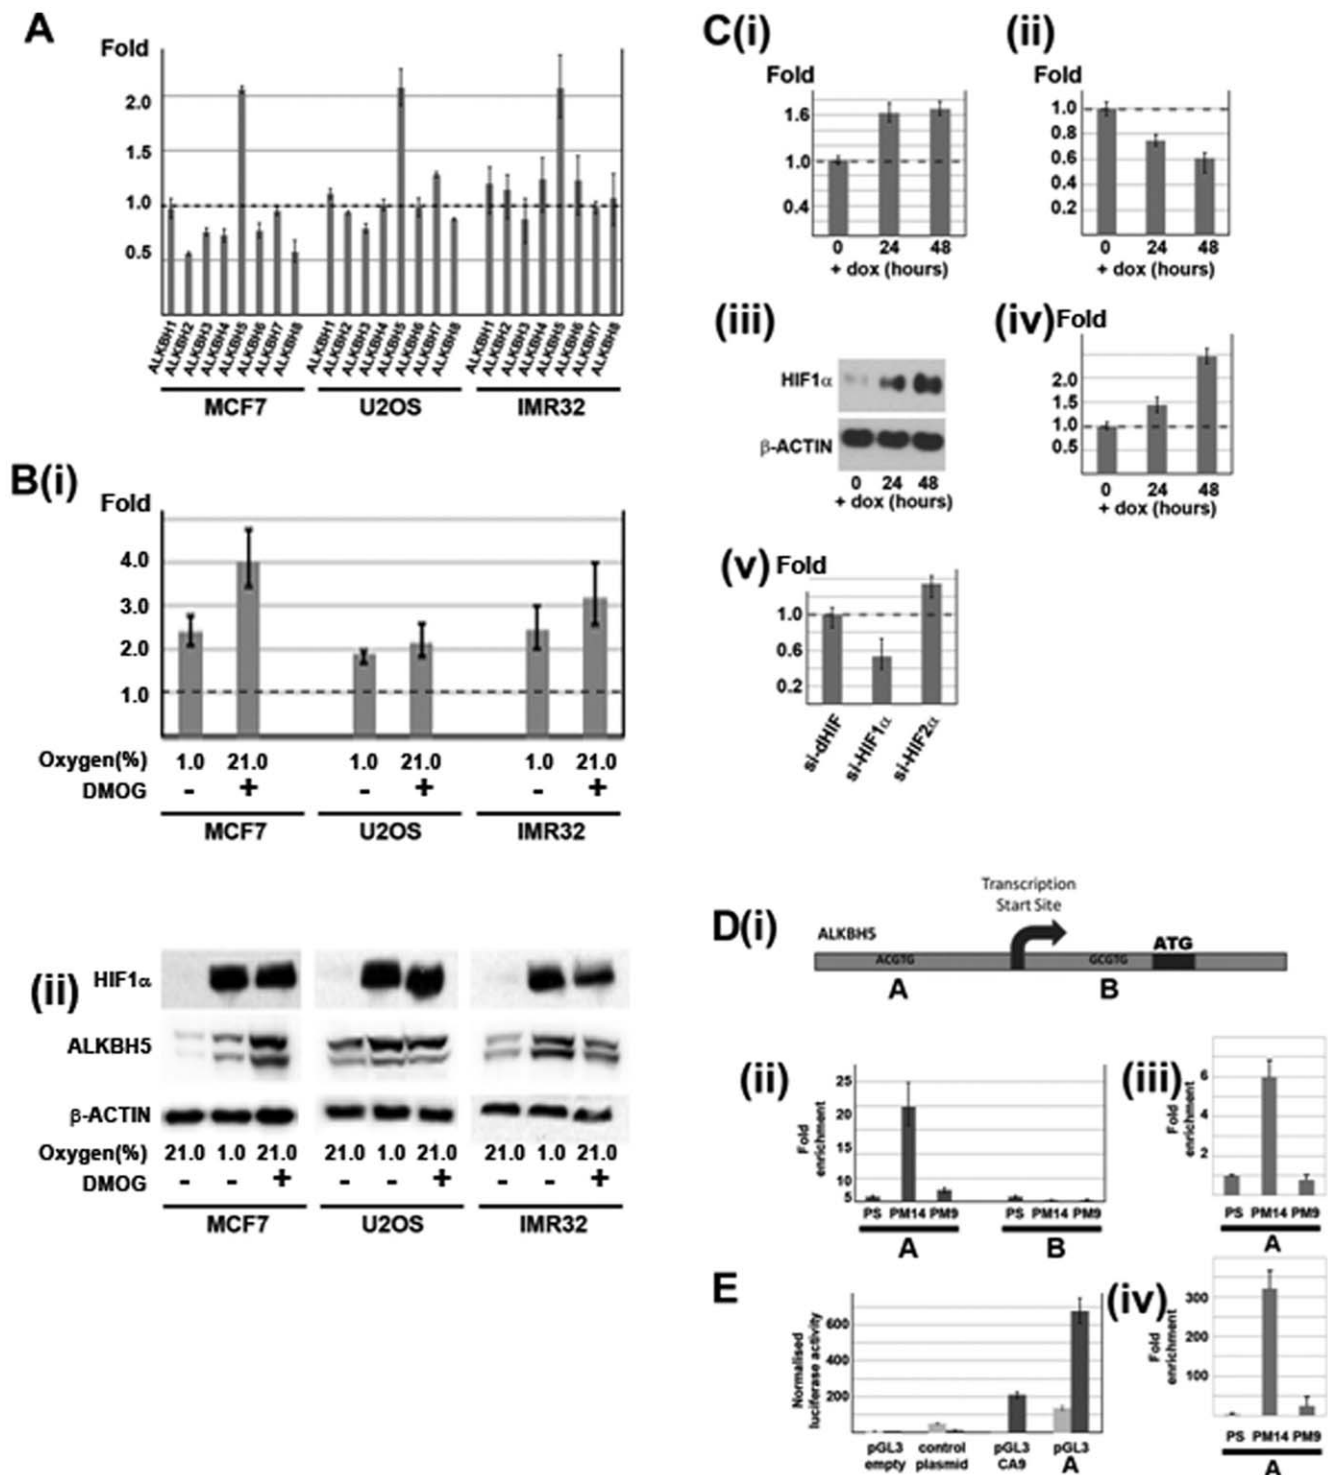 A
Fold
2.0
1.5
1.0
0.5
ALKBH1 ALKBH2 ALKBH3 ALKBH4 ALKBH5 ALKBH6 ALKBH7 ALKBH8 ALKBH1 ALKBH2 ALKBH3 ALKBH4 ALKBH5 ALKBH6 ALKBH7 ALKBH8 ALKBH1 ALKBH2 ALKBH3 ALKBH4 ALKBH5 ALKBH6 ALKBH7 ALKBH8
MCF7 U2OS IMR32
B(i)
Fold
4.0
3.0
2.0
1.0
Oxygen(%) 1.0 21.0 1.0 21.0 1.0 21.0
DMOG - + - + - +
MCF7 U2OS IMR32
(ii)
HIF1α
ALKBH5
β-ACTIN
Oxygen(%) 21.0 1.0 21.0 21.0 1.0 21.0 21.0 1.0 21.0
DMOG - - + - - + - - +
MCF7 U2OS IMR32
C(i)
Fold
1.6
1.0
0.4
0 24 48
+ dox (hours)
(ii)
Fold
1.0
0.8
0.6
0.4
0.2
0 24 48
+ dox (hours)
(iii)
HIF1α
β-ACTIN
0 24 48
+ dox (hours)
(iv) Fold
2.0
1.5
1.0
0.5
0 24 48
+ dox (hours)
(v) Fold
1.0
0.6
0.2
si-dHIF si-HIF1α si-HIF2α
D(i)
Transcription
Start Site
ALKBH5
ATG
ACGTG GCGTG
A B
(ii)
Fold
enrichment
25
20
15
10
5
PS PM14 PM9 PS PM14 PM9
A B
(iii)
Fold
enrichment
6
4
2
PS PM14 PM9
A
E
Normalised
luciferase activity
600
400
200
pGL3 control pGL3 pGL3
empty plasmid CA9 A
(iv)
Fold
enrichment
300
200
100
PS PM14 PM9
A